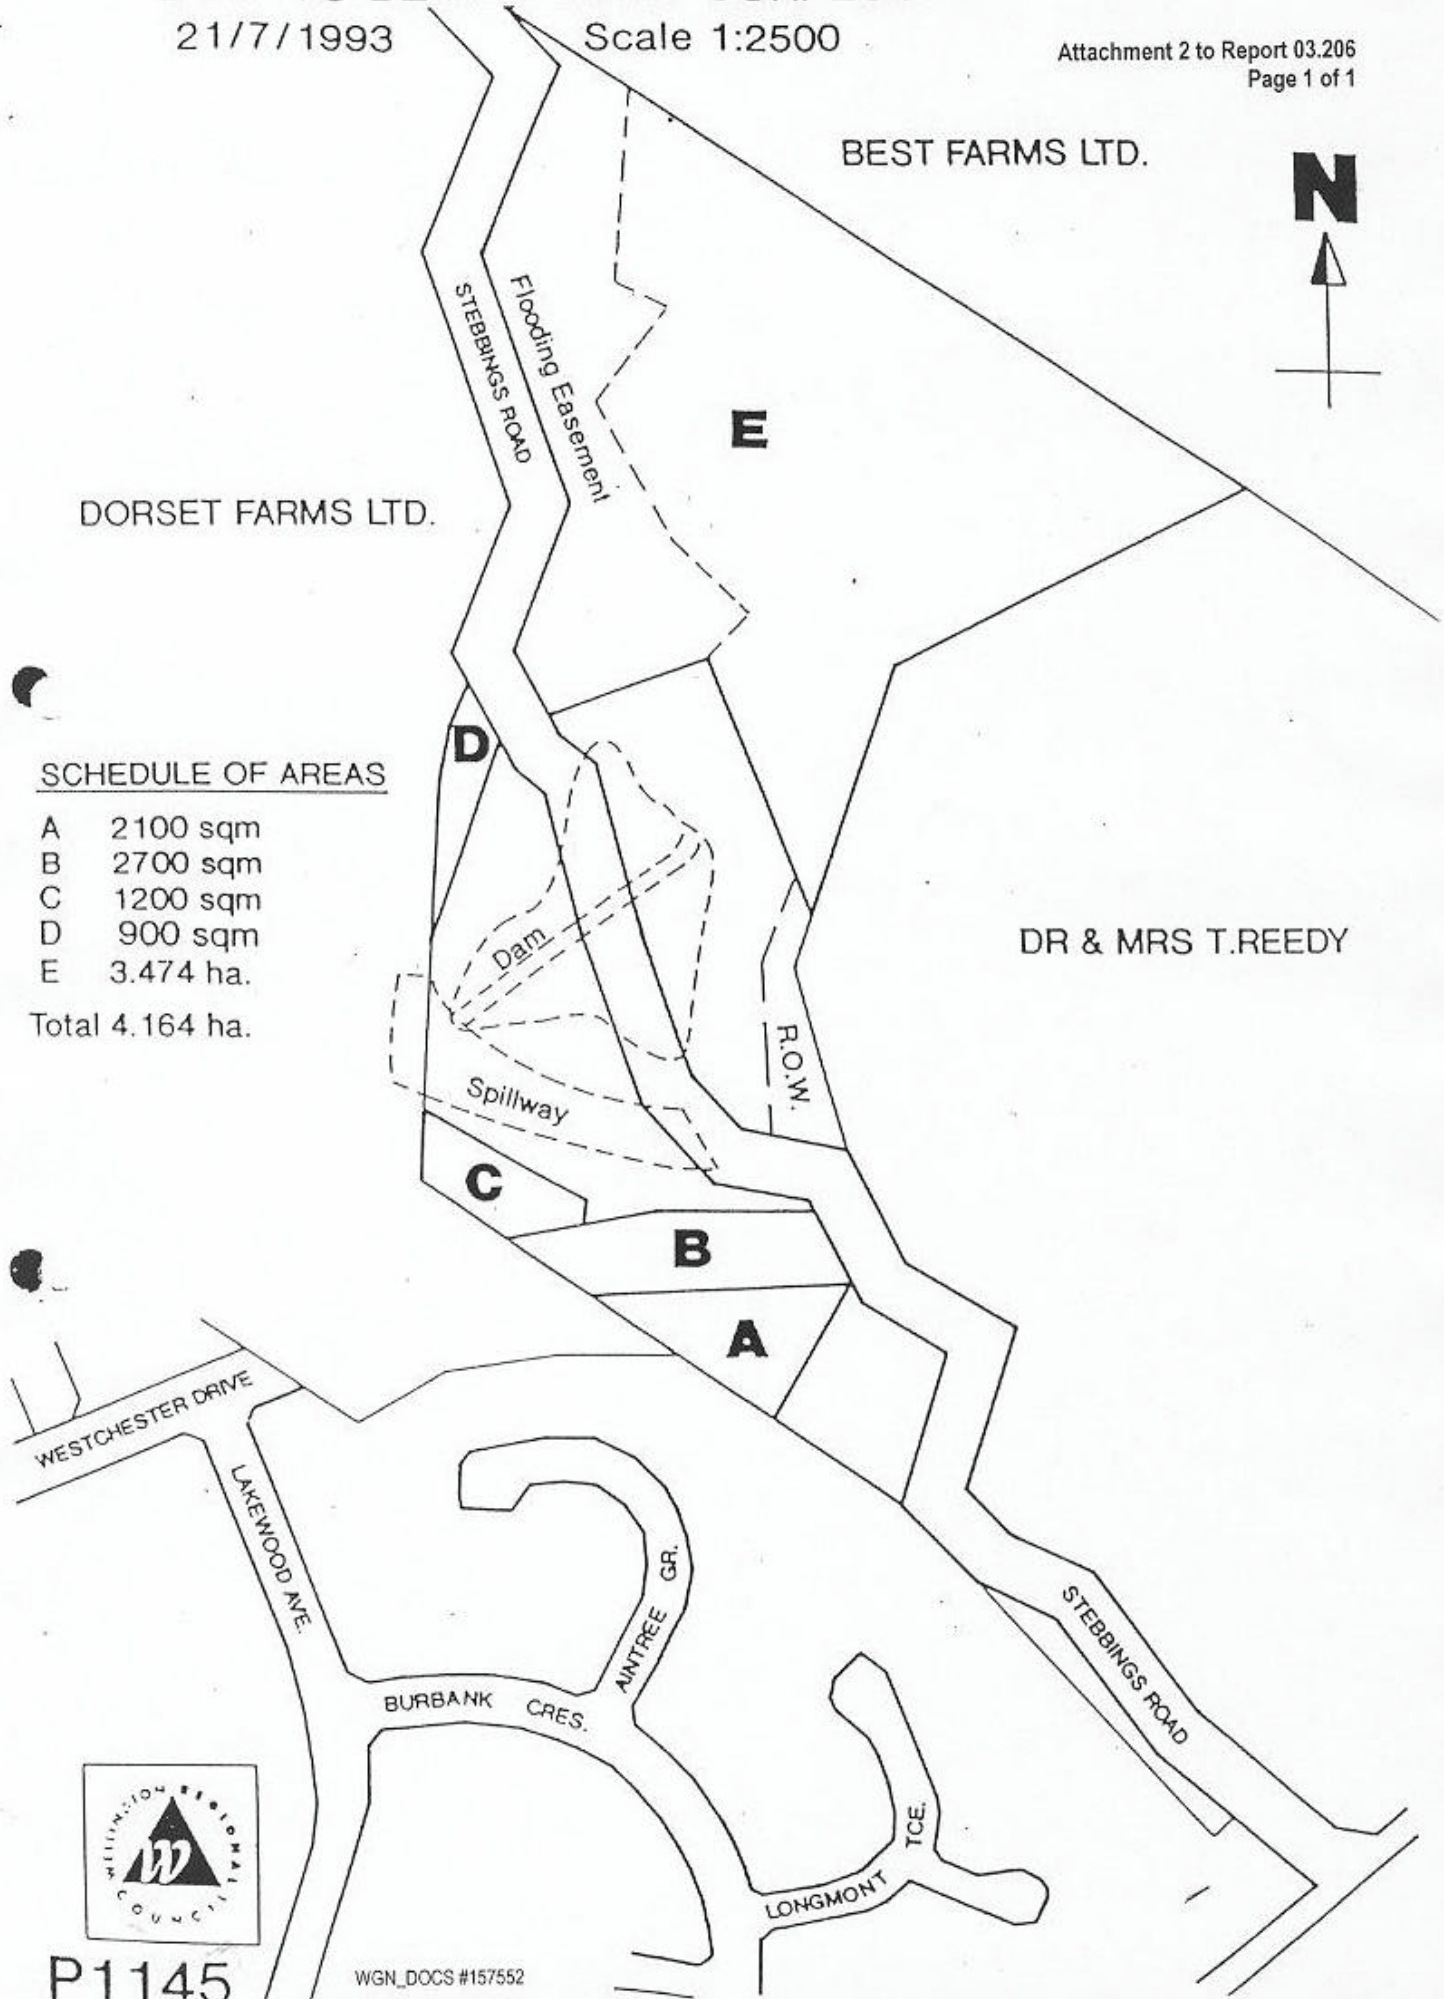 21/7/1993
Scale 1:2500
Attachment 2 to Report 03.206
Page 1 of 1
BEST FARMS LTD.
N
STEBBINGS ROAD
Flooding Easement
E
DORSET FARMS LTD.
D
SCHEDULE OF AREAS
A 2100 sqm
B 2700 sqm
C 1200 sqm
D 900 sqm
E 3.474 ha.
Total 4.164 ha.
Dam
DR & MRS T.REEDY
R.O.W.
Spillway
C
B
A
WESTCHESTER DRIVE
LAKEWOOD AVE.
AINTREE GR.
BURBANK CRES.
STEBBINGS ROAD
LONGMONT TCE.
WELLINGTON REGIONAL COUNCIL
W
P1145
WGN_DOCS #157552